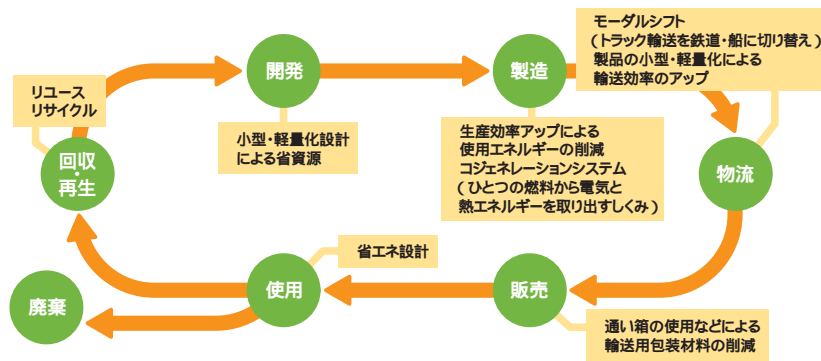 モーダルシフト
(トラック輸送を鉄道・船に切り替え)
製品の小型・軽量化による
輸送効率のアップ
開発
製造
リユース
リサイクル
小型・軽量化設計
による省資源
生産効率アップによる
使用エネルギーの削減
コジェネレーションシステム
(ひとつの燃料から電気と
熱エネルギーを取り出すしくみ)
回収
・
再生
物流
省エネ設計
使用
販売
廃棄
通い箱の使用などによる
輸送用包装材料の削減